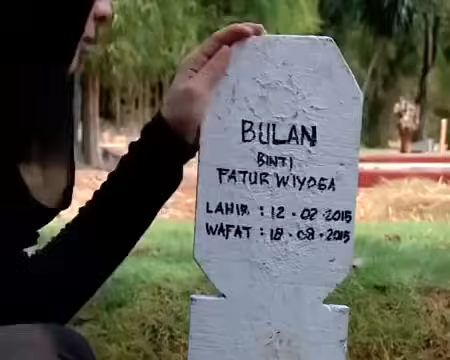 BULAN
BINTI
FATUR WIYOGA
LAHIR : 12 - 02 - 2015
WAFAT : 18 - 08 - 2015